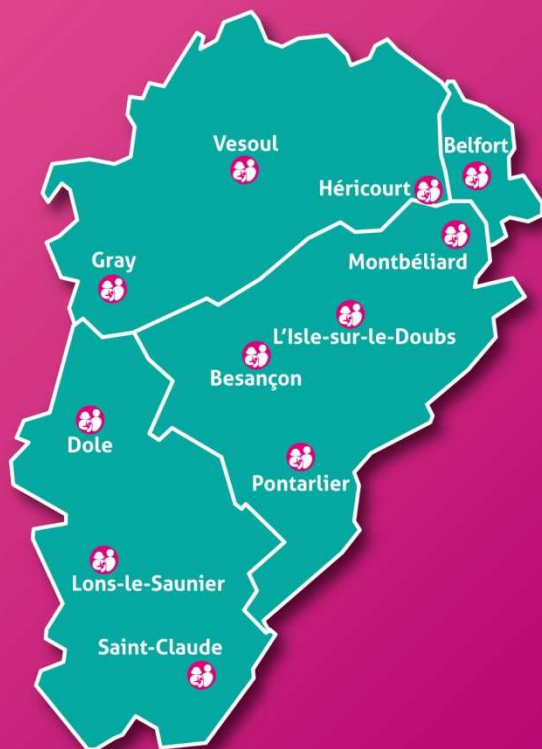 Vesoul
Belfort
Héricourt
Montbéliard
Gray
L'Isle-sur-le-Doubs
Besançon
Dole
Pontarlier
Lons-le-Saunier
Saint-Claude